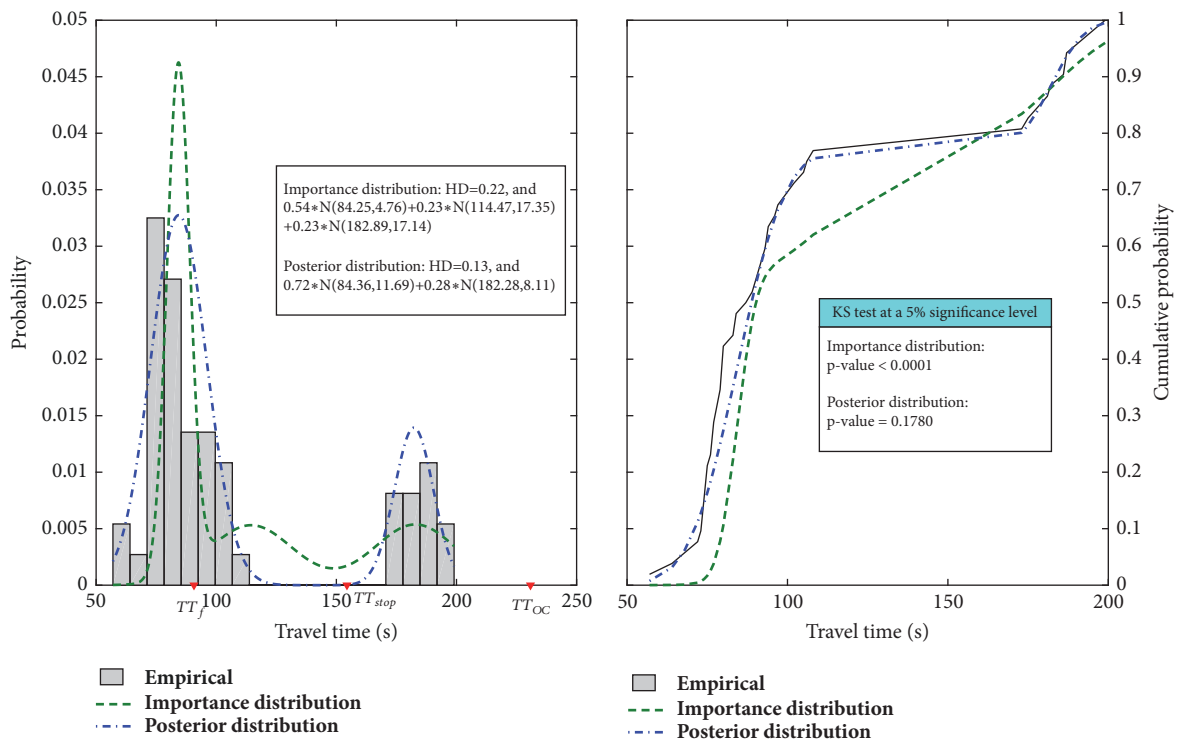 0.05
0.045
0.04
0.035
0.03
0.025
0.02
0.015
0.01
0.005
0
Probability
Importance distribution: HD=0.22, and
0.54∗N(84.25,4.76)+0.23∗N(114.47,17.35)
+0.23∗N(182.89,17.14)
Posterior distribution: HD=0.13, and
0.72∗N(84.36,11.69)+0.28∗N(182.28,8.11)
50 100 150 200 250
TT_f TT_stop TT_OC
Travel time (s)
Empirical
Importance distribution
Posterior distribution
1
0.9
0.8
0.7
0.6
0.5
0.4
0.3
0.2
0.1
0
Cumulative probability
KS test at a 5% significance level
Importance distribution:
p-value < 0.0001
Posterior distribution:
p-value = 0.1780
50 100 150 200
Travel time (s)
Empirical
Importance distribution
Posterior distribution